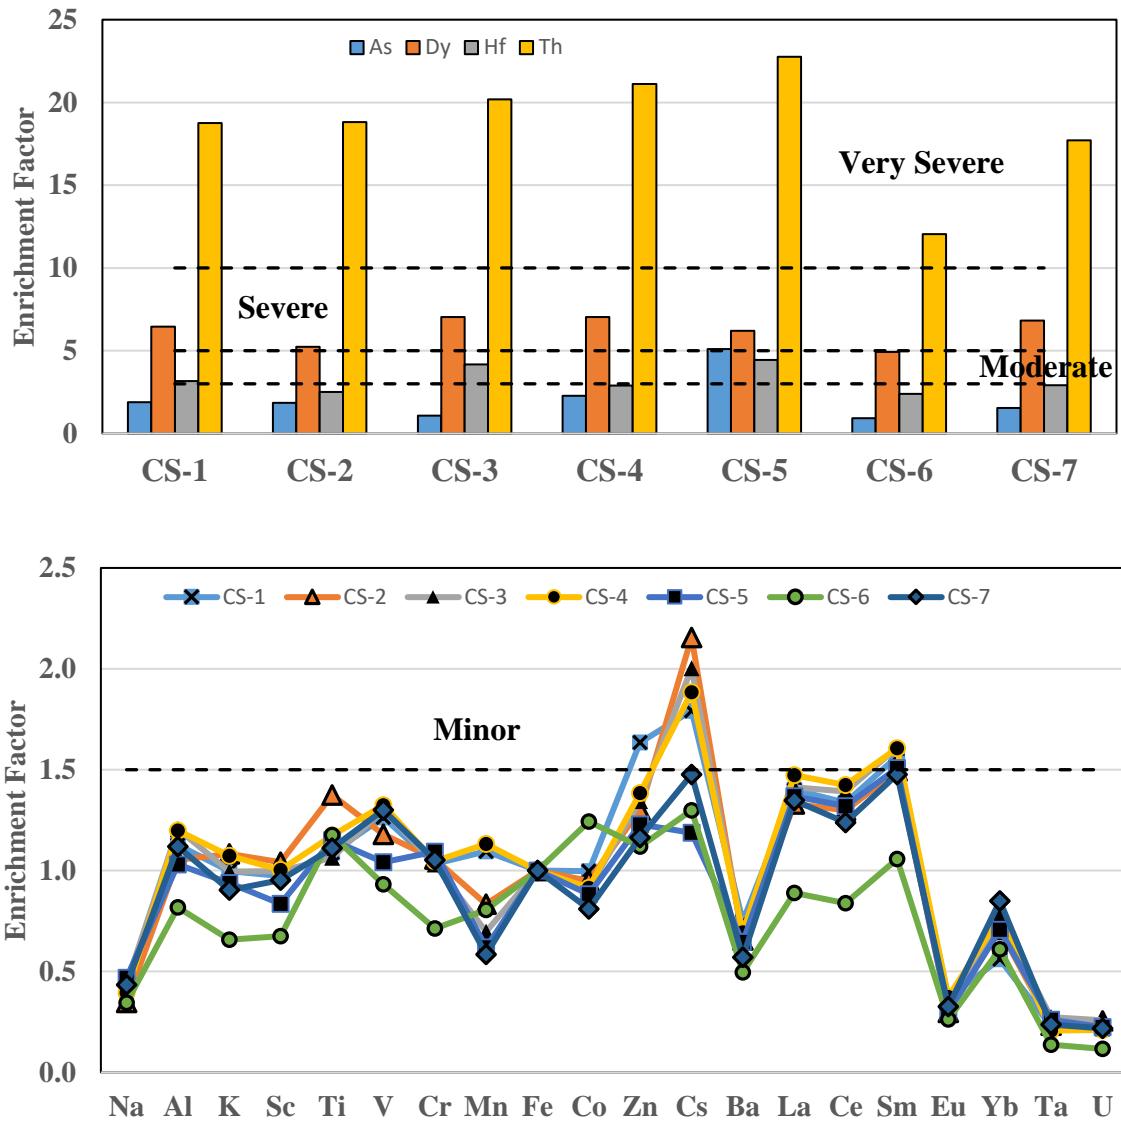 25
As Dy Hf Th
20
Very Severe
15
Enrichment Factor
10
Severe
5
Moderate
0
CS-1 CS-2 CS-3 CS-4 CS-5 CS-6 CS-7
2.5
CS-1 CS-2 CS-3 CS-4 CS-5 CS-6 CS-7
2.0
Minor
1.5
Enrichment Factor
1.0
0.5
0.0
Na Al K Sc Ti V Cr Mn Fe Co Zn Cs Ba La Ce Sm Eu Yb Ta U